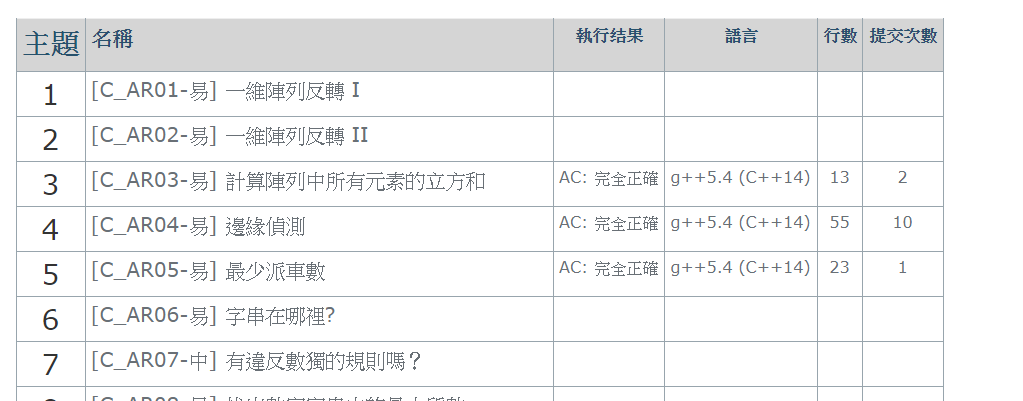 主題 名稱 執行結果 語言 行數 提交次數
1 [C_AR01-易] 一維陣列反轉 I
2 [C_AR02-易] 一維陣列反轉 II
3 [C_AR03-易] 計算陣列中所有元素的立方和 AC: 完全正確 g++5.4 (C++14) 13 2
4 [C_AR04-易] 邊緣偵測 AC: 完全正確 g++5.4 (C++14) 55 10
5 [C_AR05-易] 最少派車數 AC: 完全正確 g++5.4 (C++14) 23 1
6 [C_AR06-易] 字串在哪裡?
7 [C_AR07-中] 有違反數獨的規則嗎？